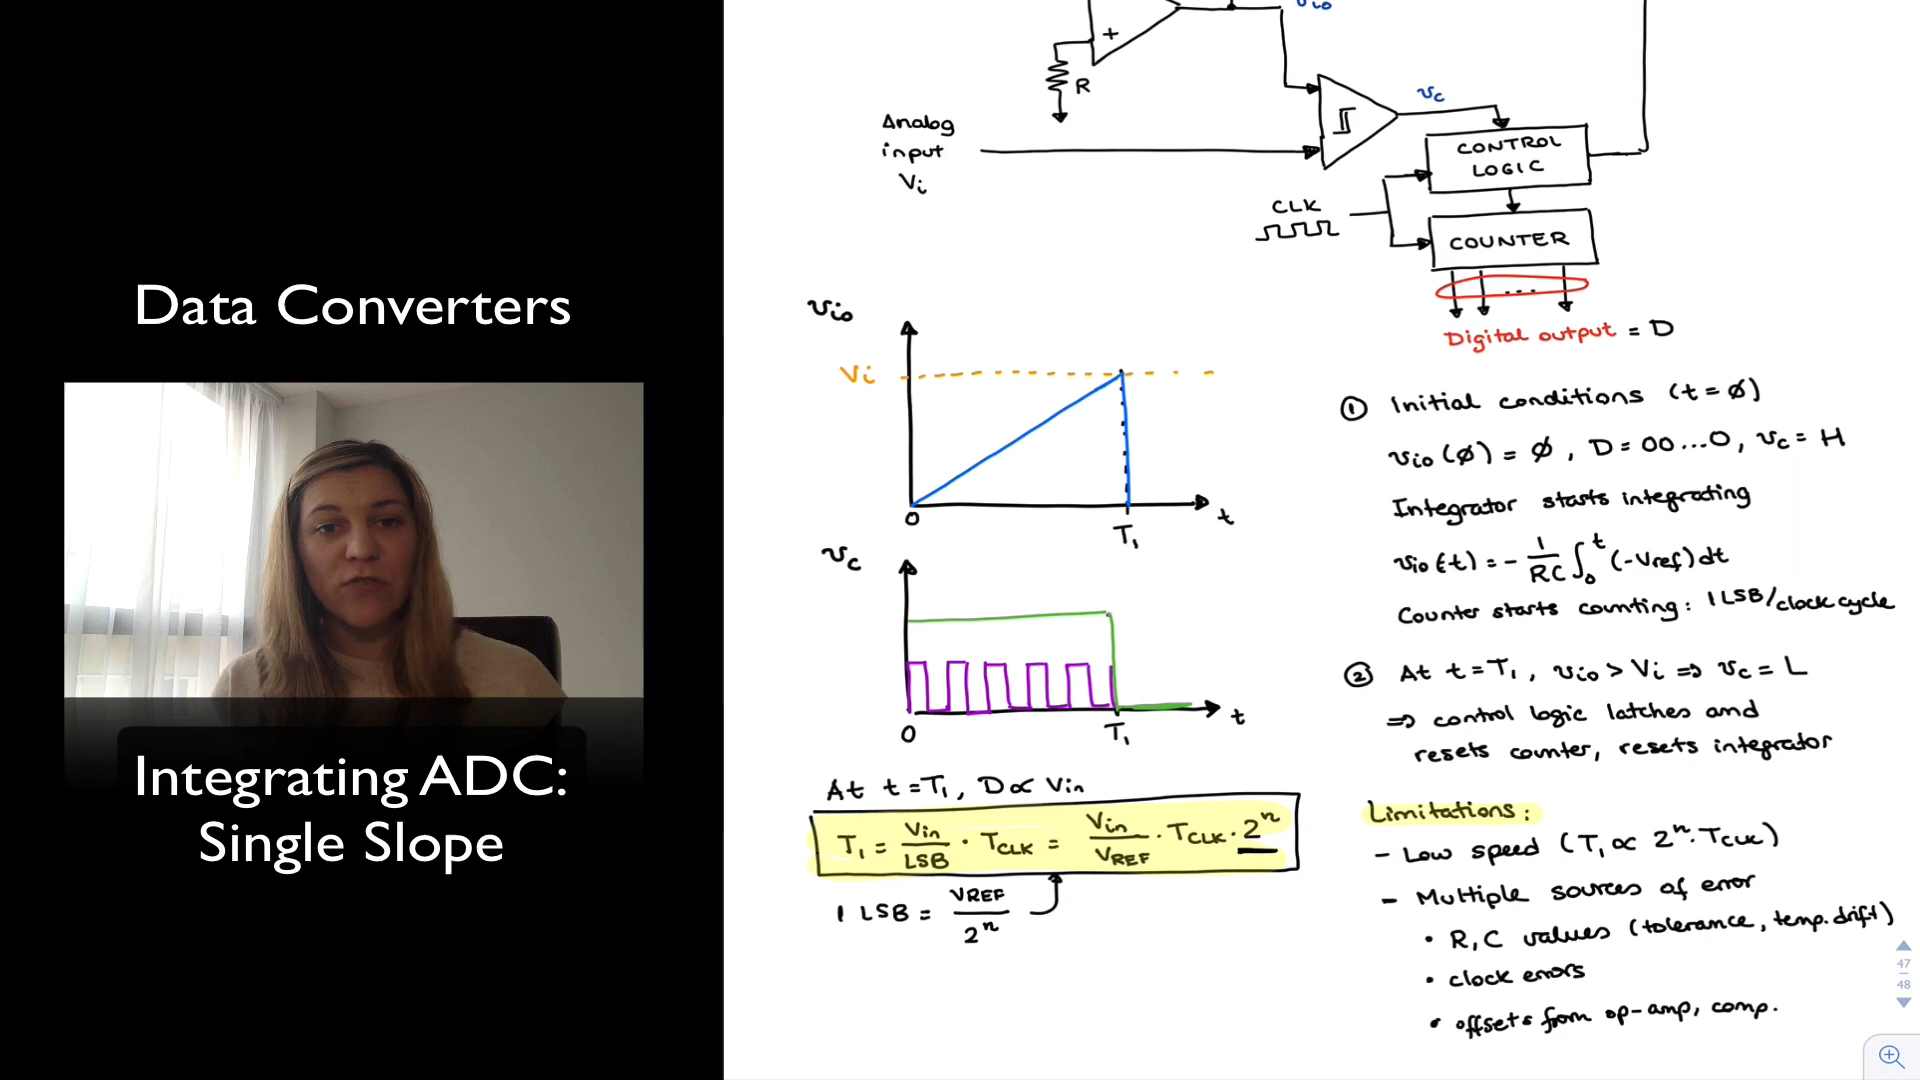 Data Converters
Integrating ADC:
Single Slope
+
R
Analog
input
Vi
vio
vc
CONTROL
LOGIC
CLK
COUNTER
...
Digital output = D
vio
Vi
0
T₁
t
vc
0
T₁
t
At t=T₁, D∝Vin
T₁ = Vin/LSB · TCLK = Vin/VREF · TCLK · 2ⁿ
1 LSB = VREF/2ⁿ
① Initial conditions (t=ø)
vio(ø) = ø, D=00...0, vc = H
Integrator starts integrating
vio(t) = - 1/RC ∫₀ᵗ (-Vref)dt
Counter starts counting: 1 LSB/clock cycle
② At t=T₁, vio > Vi ⇒ vc = L
⇒ control logic latches and
resets counter, resets integrator
Limitations:
- Low speed (T₁ ∝ 2ⁿ·TCLK)
- Multiple sources of error
• R,C values (tolerance, temp.drift)
• clock errors
• offsets from op-amp, comp.
47
48